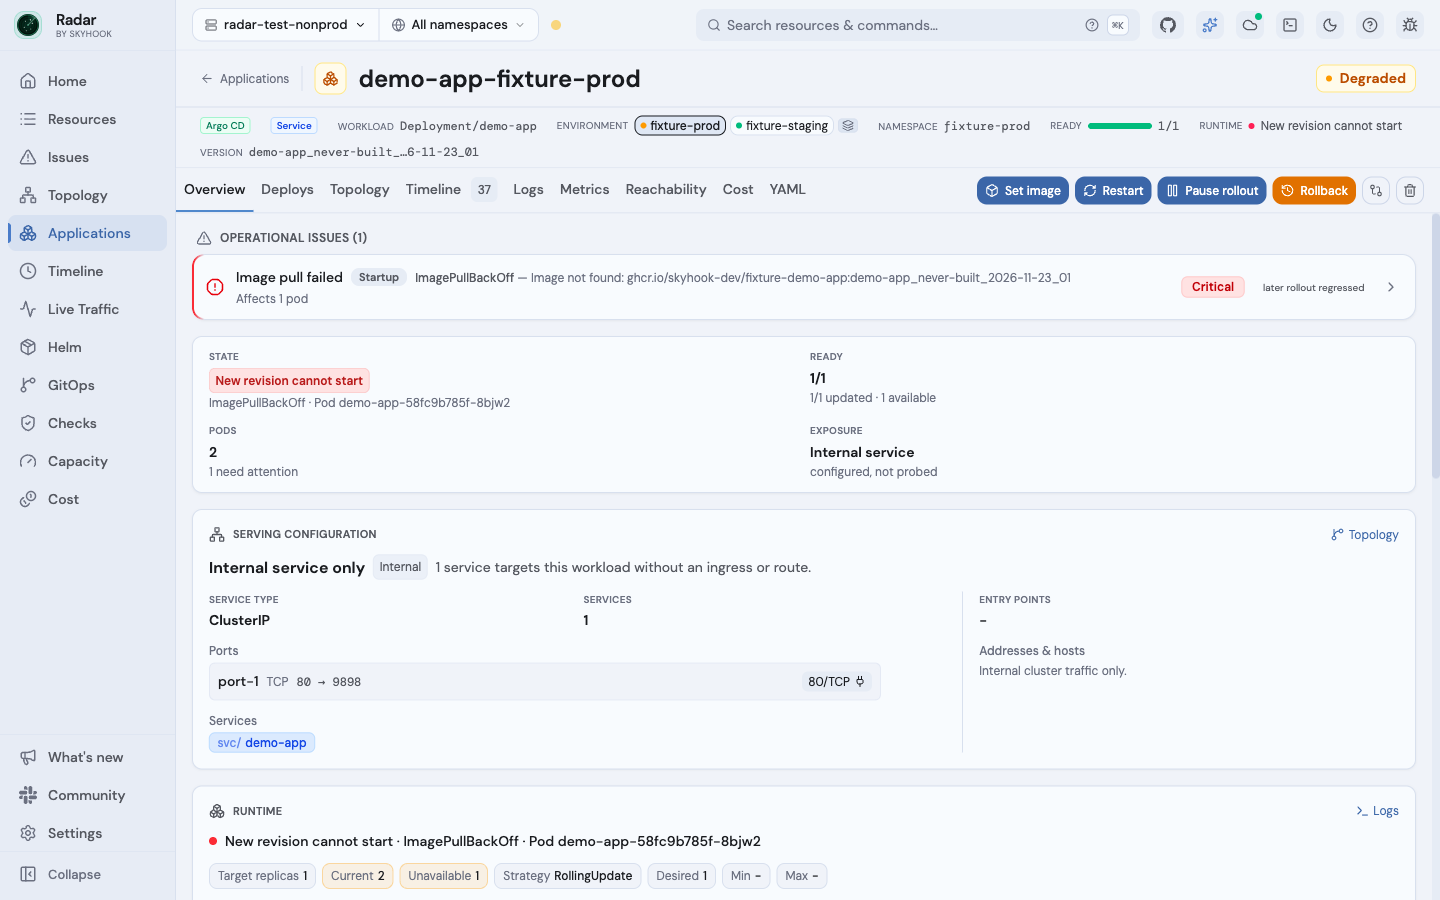 Radar
BY SKYHOOK
radar-test-nonprod
All namespaces
Search resources & commands...
⌘K
Home
Resources
Issues
Topology
Applications
Timeline
Live Traffic
Helm
GitOps
Checks
Capacity
Cost
What's new
Community
Settings
Collapse
← Applications
demo-app-fixture-prod
Degraded
Argo CD Service WORKLOAD Deployment/demo-app ENVIRONMENT fixture-prod fixture-staging NAMESPACE fixture-prod READY 1/1 RUNTIME New revision cannot start
VERSION demo-app_never-built_…6-11-23_01
Overview Deploys Topology Timeline 37 Logs Metrics Reachability Cost YAML
Set image Restart Pause rollout Rollback
OPERATIONAL ISSUES (1)
Image pull failed Startup ImagePullBackOff — Image not found: ghcr.io/skyhook-dev/fixture-demo-app:demo-app_never-built_2026-11-23_01
Affects 1 pod
Critical later rollout regressed
STATE
New revision cannot start
ImagePullBackOff · Pod demo-app-58fc9b785f-8bjw2
READY
1/1
1/1 updated · 1 available
PODS
2
1 need attention
EXPOSURE
Internal service
configured, not probed
SERVING CONFIGURATION
Topology
Internal service only Internal 1 service targets this workload without an ingress or route.
SERVICE TYPE
ClusterIP
SERVICES
1
Ports
port-1 TCP 80 → 9898 80/TCP
Services
svc/ demo-app
ENTRY POINTS
-
Addresses & hosts
Internal cluster traffic only.
RUNTIME
Logs
New revision cannot start · ImagePullBackOff · Pod demo-app-58fc9b785f-8bjw2
Target replicas 1 Current 2 Unavailable 1 Strategy RollingUpdate Desired 1 Min - Max -